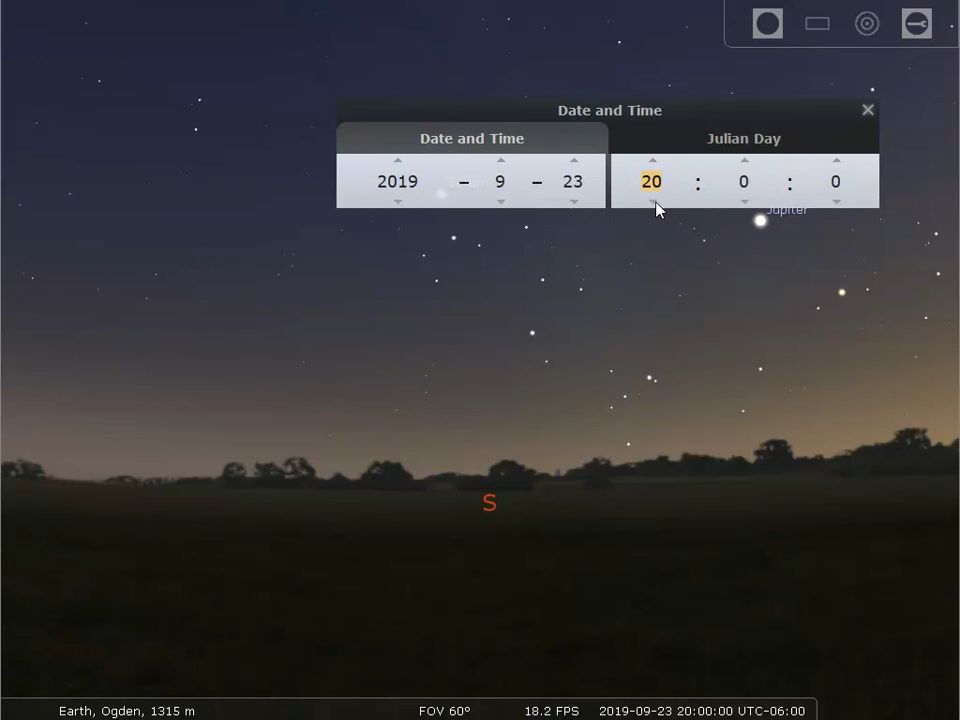 Date and Time
Date and Time
Julian Day
2019 – 9 – 23
20 : 0 : 0
Jupiter
S
Earth, Ogden, 1315 m
FOV 60°
18.2 FPS
2019-09-23 20:00:00 UTC-06:00